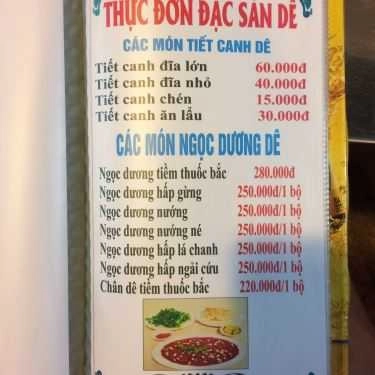 THỰC ĐƠN ĐẶC SẢN DÊ
CÁC MÓN TIẾT CANH DÊ
Tiết canh đĩa lớn 60.000đ
Tiết canh đĩa nhỏ 40.000đ
Tiết canh chén 15.000đ
Tiết canh ăn lẩu 30.000đ
CÁC MÓN NGỌC DƯƠNG DÊ
Ngọc dương tiềm thuốc bắc 280.000đ
Ngọc dương hấp gừng 250.000đ/1 bộ
Ngọc dương nướng 250.000đ/1 bộ
Ngọc dương nướng né 250.000đ/1 bộ
Ngọc dương hấp lá chanh 250.000đ/1 bộ
Ngọc dương hấp ngải cứu 250.000đ/1 bộ
Chân dê tiềm thuốc bắc 220.000đ/1 bộ